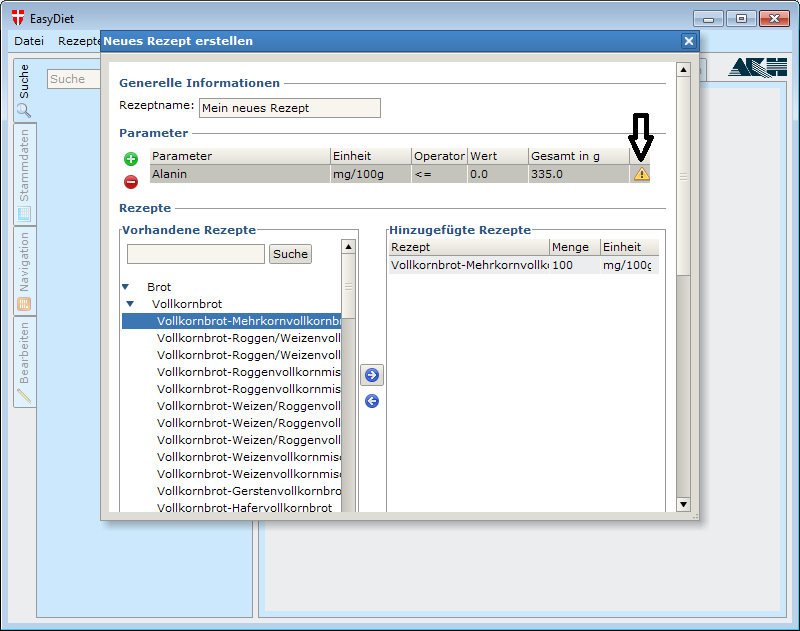 EasyDiet
Datei Rezepte
Neues Rezept erstellen
Suche
Stammdaten
Navigation
Bearbeiten
Suche
Generelle Informationen
Rezeptname: Mein neues Rezept
Parameter
Parameter Einheit Operator Wert Gesamt in g
Alanin mg/100g <= 0.0 335.0
Rezepte
Vorhandene Rezepte
Suche
Brot
Vollkornbrot
Vollkornbrot-Mehrkornvollkornbr
Vollkornbrot-Roggen/Weizenvoll
Vollkornbrot-Roggen/Weizenvoll
Vollkornbrot-Roggenvollkornmis
Vollkornbrot-Roggenvollkornmis
Vollkornbrot-Weizen/Roggenvoll
Vollkornbrot-Weizen/Roggenvoll
Vollkornbrot-Weizen/Roggenvoll
Vollkornbrot-Weizenvollkornmis
Vollkornbrot-Weizenvollkornmis
Vollkornbrot-Gerstenvollkornbro
Vollkornbrot-Hafervollkornbrot
Hinzugefügte Rezepte
Rezept Menge Einheit
Vollkornbrot-Mehrkornvollk 100 mg/100g
AKH